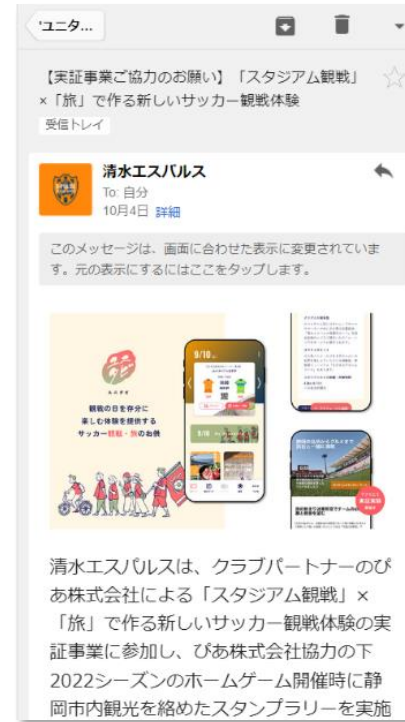 'ユニタ...
【実証事業ご協力のお願い】「スタジアム観戦」
×「旅」で作る新しいサッカー観戦体験
受信トレイ
清水エスパルス
To: 自分
10月4日 詳細
このメッセージは、画面に合わせた表示に変更されていま
す。元の表示にするにはここをタップします。
ユニタビ
観戦の日を存分に
楽しむ体験を提供する
サッカー観戦・旅のお供
9/10
清水エスパルスは、クラブパートナーのぴ
あ株式会社による「スタジアム観戦」×
「旅」で作る新しいサッカー観戦体験の実
証事業に参加し、ぴあ株式会社協力の下
2022シーズンのホームゲーム開催時に静
岡市内観光を絡めたスタンプラリーを実施